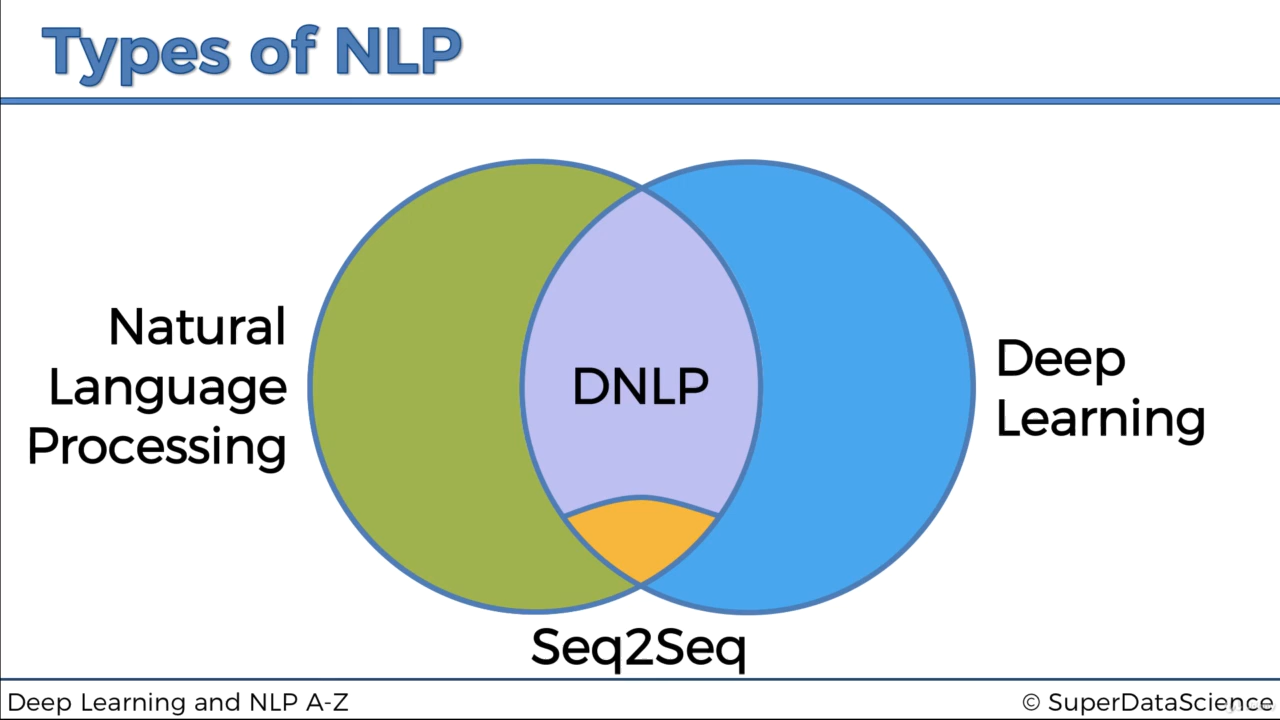 Types of NLP
Natural
Language
Processing
DNLP
Deep
Learning
Seq2Seq
Deep Learning and NLP A-Z
© SuperDataScience